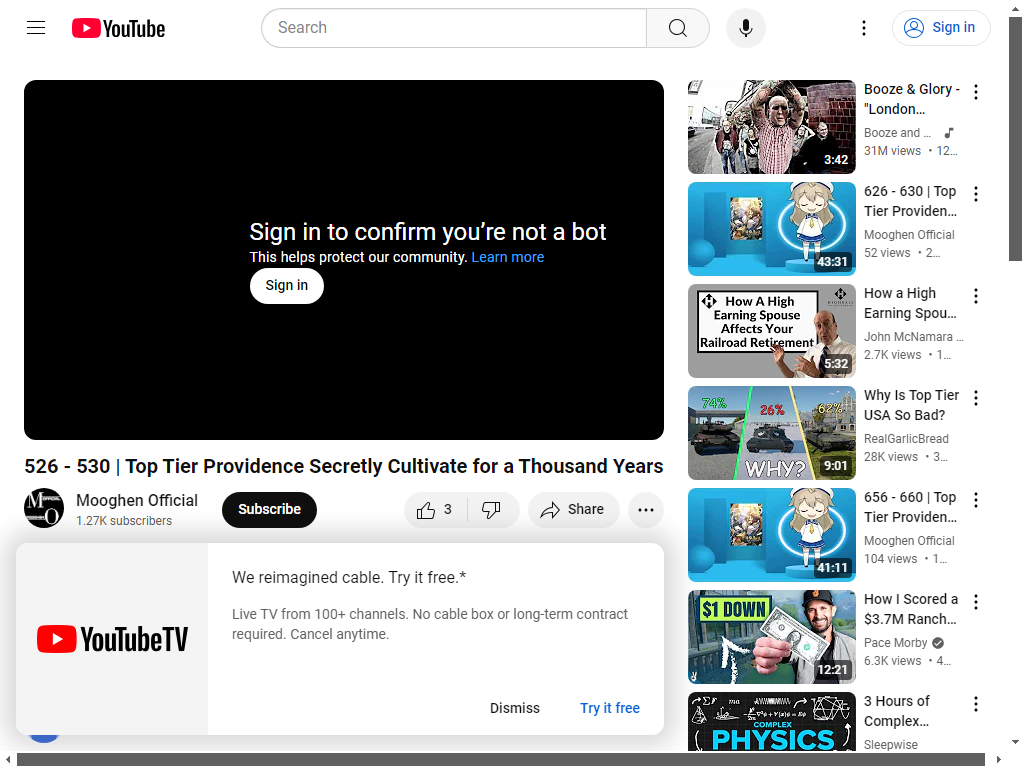 YouTube
Search
Sign in
Sign in to confirm you’re not a bot
This helps protect our community. Learn more
Sign in
526 - 530 | Top Tier Providence Secretly Cultivate for a Thousand Years
Mooghen Official
1.27K subscribers
Subscribe
3
Share
We reimagined cable. Try it free.*
Live TV from 100+ channels. No cable box or long-term contract
required. Cancel anytime.
YouTubeTV
Dismiss
Try it free
3:42
Booze & Glory -
"London…
Booze and …
31M views • 12…
43:31
626 - 630 | Top
Tier Providen…
Mooghen Official
52 views • 2…
How A High
Earning Spouse
Affects Your
Railroad Retirement
5:32
How a High
Earning Spou…
John McNamara …
2.7K views • 1…
74%
26%
62%
WHY?
9:01
Why Is Top Tier
USA So Bad?
RealGarlicBread
28K views • 3…
41:11
656 - 660 | Top
Tier Providen…
Mooghen Official
104 views • 1…
$1 DOWN
12:21
How I Scored a
$3.7M Ranch…
Pace Morby
6.3K views • 4…
COMPLEX
PHYSICS
3 Hours of
Complex…
Sleepwise